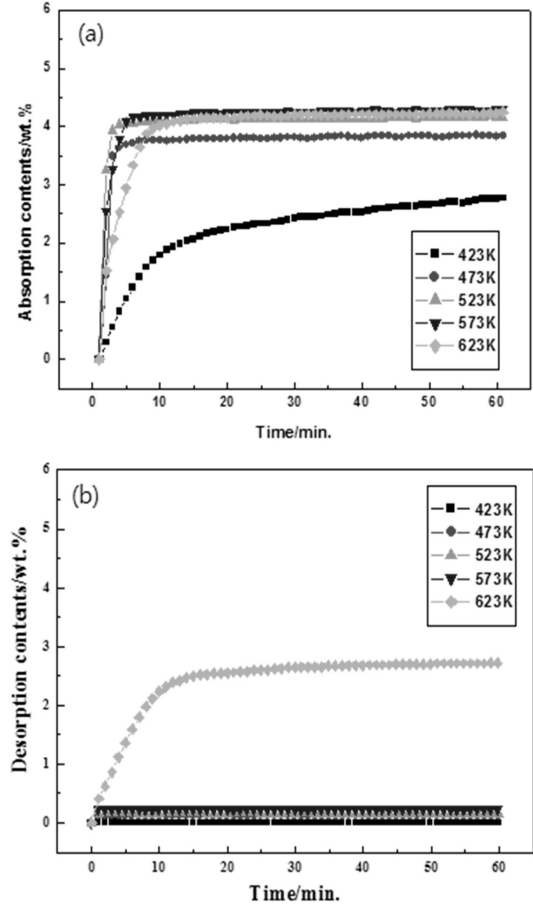 (a)
6
5
4
3
2
1
0
Absorption contents/wt.%
423K
473K
523K
573K
623K
0 10 20 30 40 50 60
Time/min.
(b)
6
5
4
3
2
1
0
Desorption contents/wt.%
423K
473K
523K
573K
623K
0 10 20 30 40 50 60
Time/min.